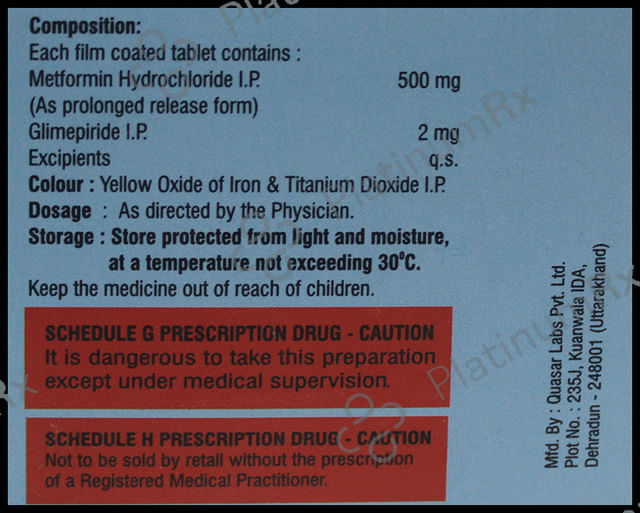 Composition:
Each film coated tablet contains :
Metformin Hydrochloride I.P. 500 mg
(As prolonged release form)
Glimepiride I.P. 2 mg
Excipients q.s.
Colour : Yellow Oxide of Iron & Titanium Dioxide I.P.
Dosage : As directed by the Physician.
Storage : Store protected from light and moisture,
at a temperature not exceeding 30⁰C.
Keep the medicine out of reach of children.
SCHEDULE G PRESCRIPTION DRUG - CAUTION
It is dangerous to take this preparation
except under medical supervision.
SCHEDULE H PRESCRIPTION DRUG - CAUTION
Not to be sold by retail without the prescription
of a Registered Medical Practitioner.
Mfd. By : Quasar Labs Pvt. Ltd.
Plot No. : 235J, Kuanwala IDA,
Dehradun - 248001 (Uttarakhand)
PlatinumRx
PlatinumRx
PlatinumRx
Rx